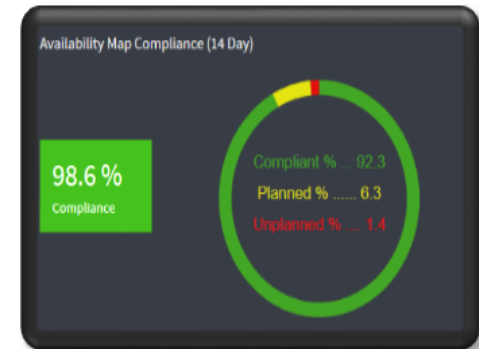 Availability Map Compliance (14 Day)
98.6 %
Compliance
Compliant % ... 92.3
Planned % ...... 6.3
Unplanned % .... 1.4